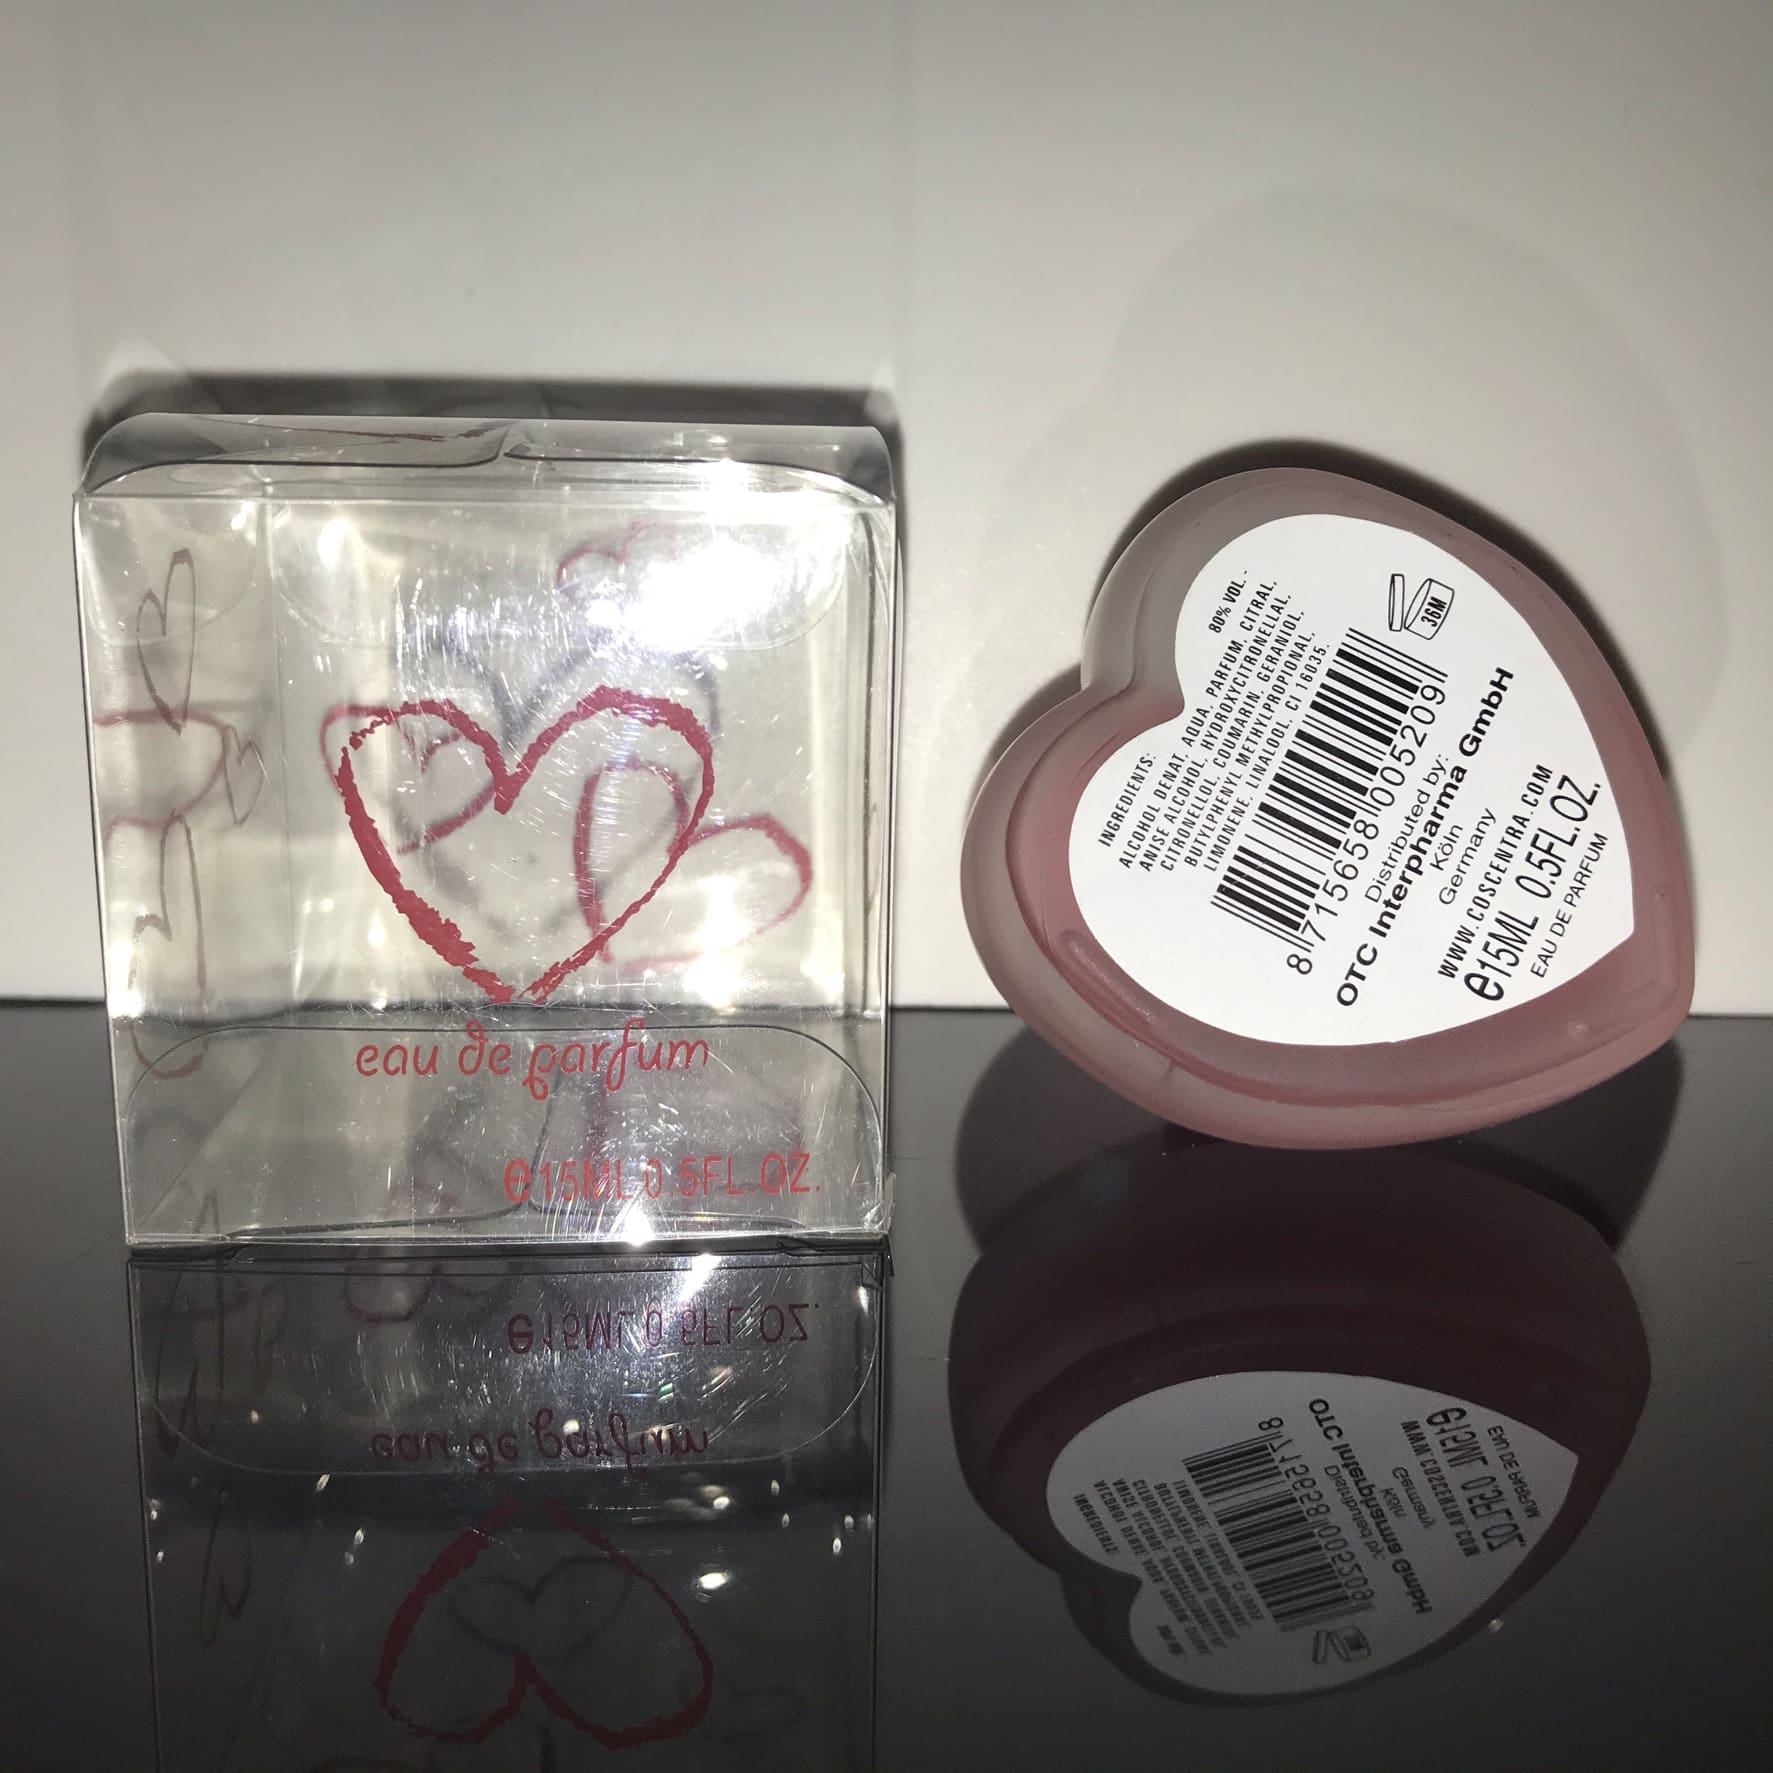 eau de parfum
e15ML 0.5FL.OZ.
80% VOL.-
INGREDIENTS:
ALCOHOL DENAT, AQUA, PARFUM, CITRAL,
ANISE ALCOHOL, HYDROXYCITRONELLAL,
CITRONELLOL, COUMARIN, GERANIOL,
BUTYLPHENYL METHYLPROPIONAL,
LIMONENE, LINALOOL, CI 16035.
36M
8 715658 005209
Distributed by:
OTC Interpharma GmbH
Köln
Germany
WWW.COSCENTRA.COM
e15ML 0.5FL.OZ.
EAU DE PARFUM